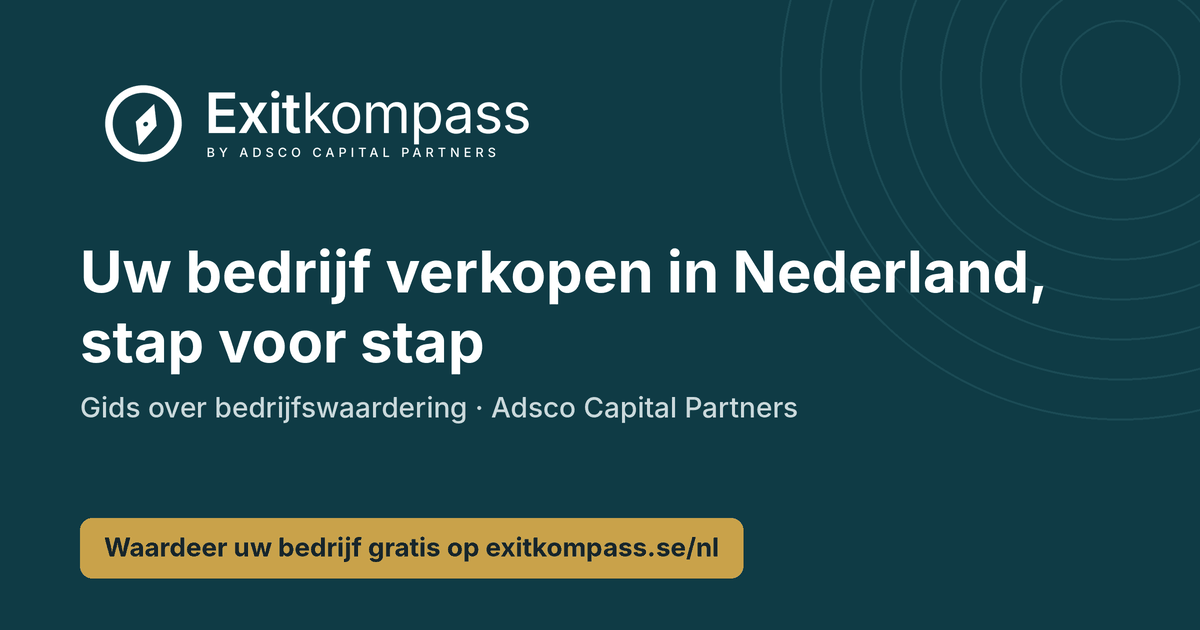 Exitkompass
BY ADSCO CAPITAL PARTNERS
Uw bedrijf verkopen in Nederland,
stap voor stap
Gids over bedrijfswaardering · Adsco Capital Partners
Waardeer uw bedrijf gratis op exitkompass.se/nl